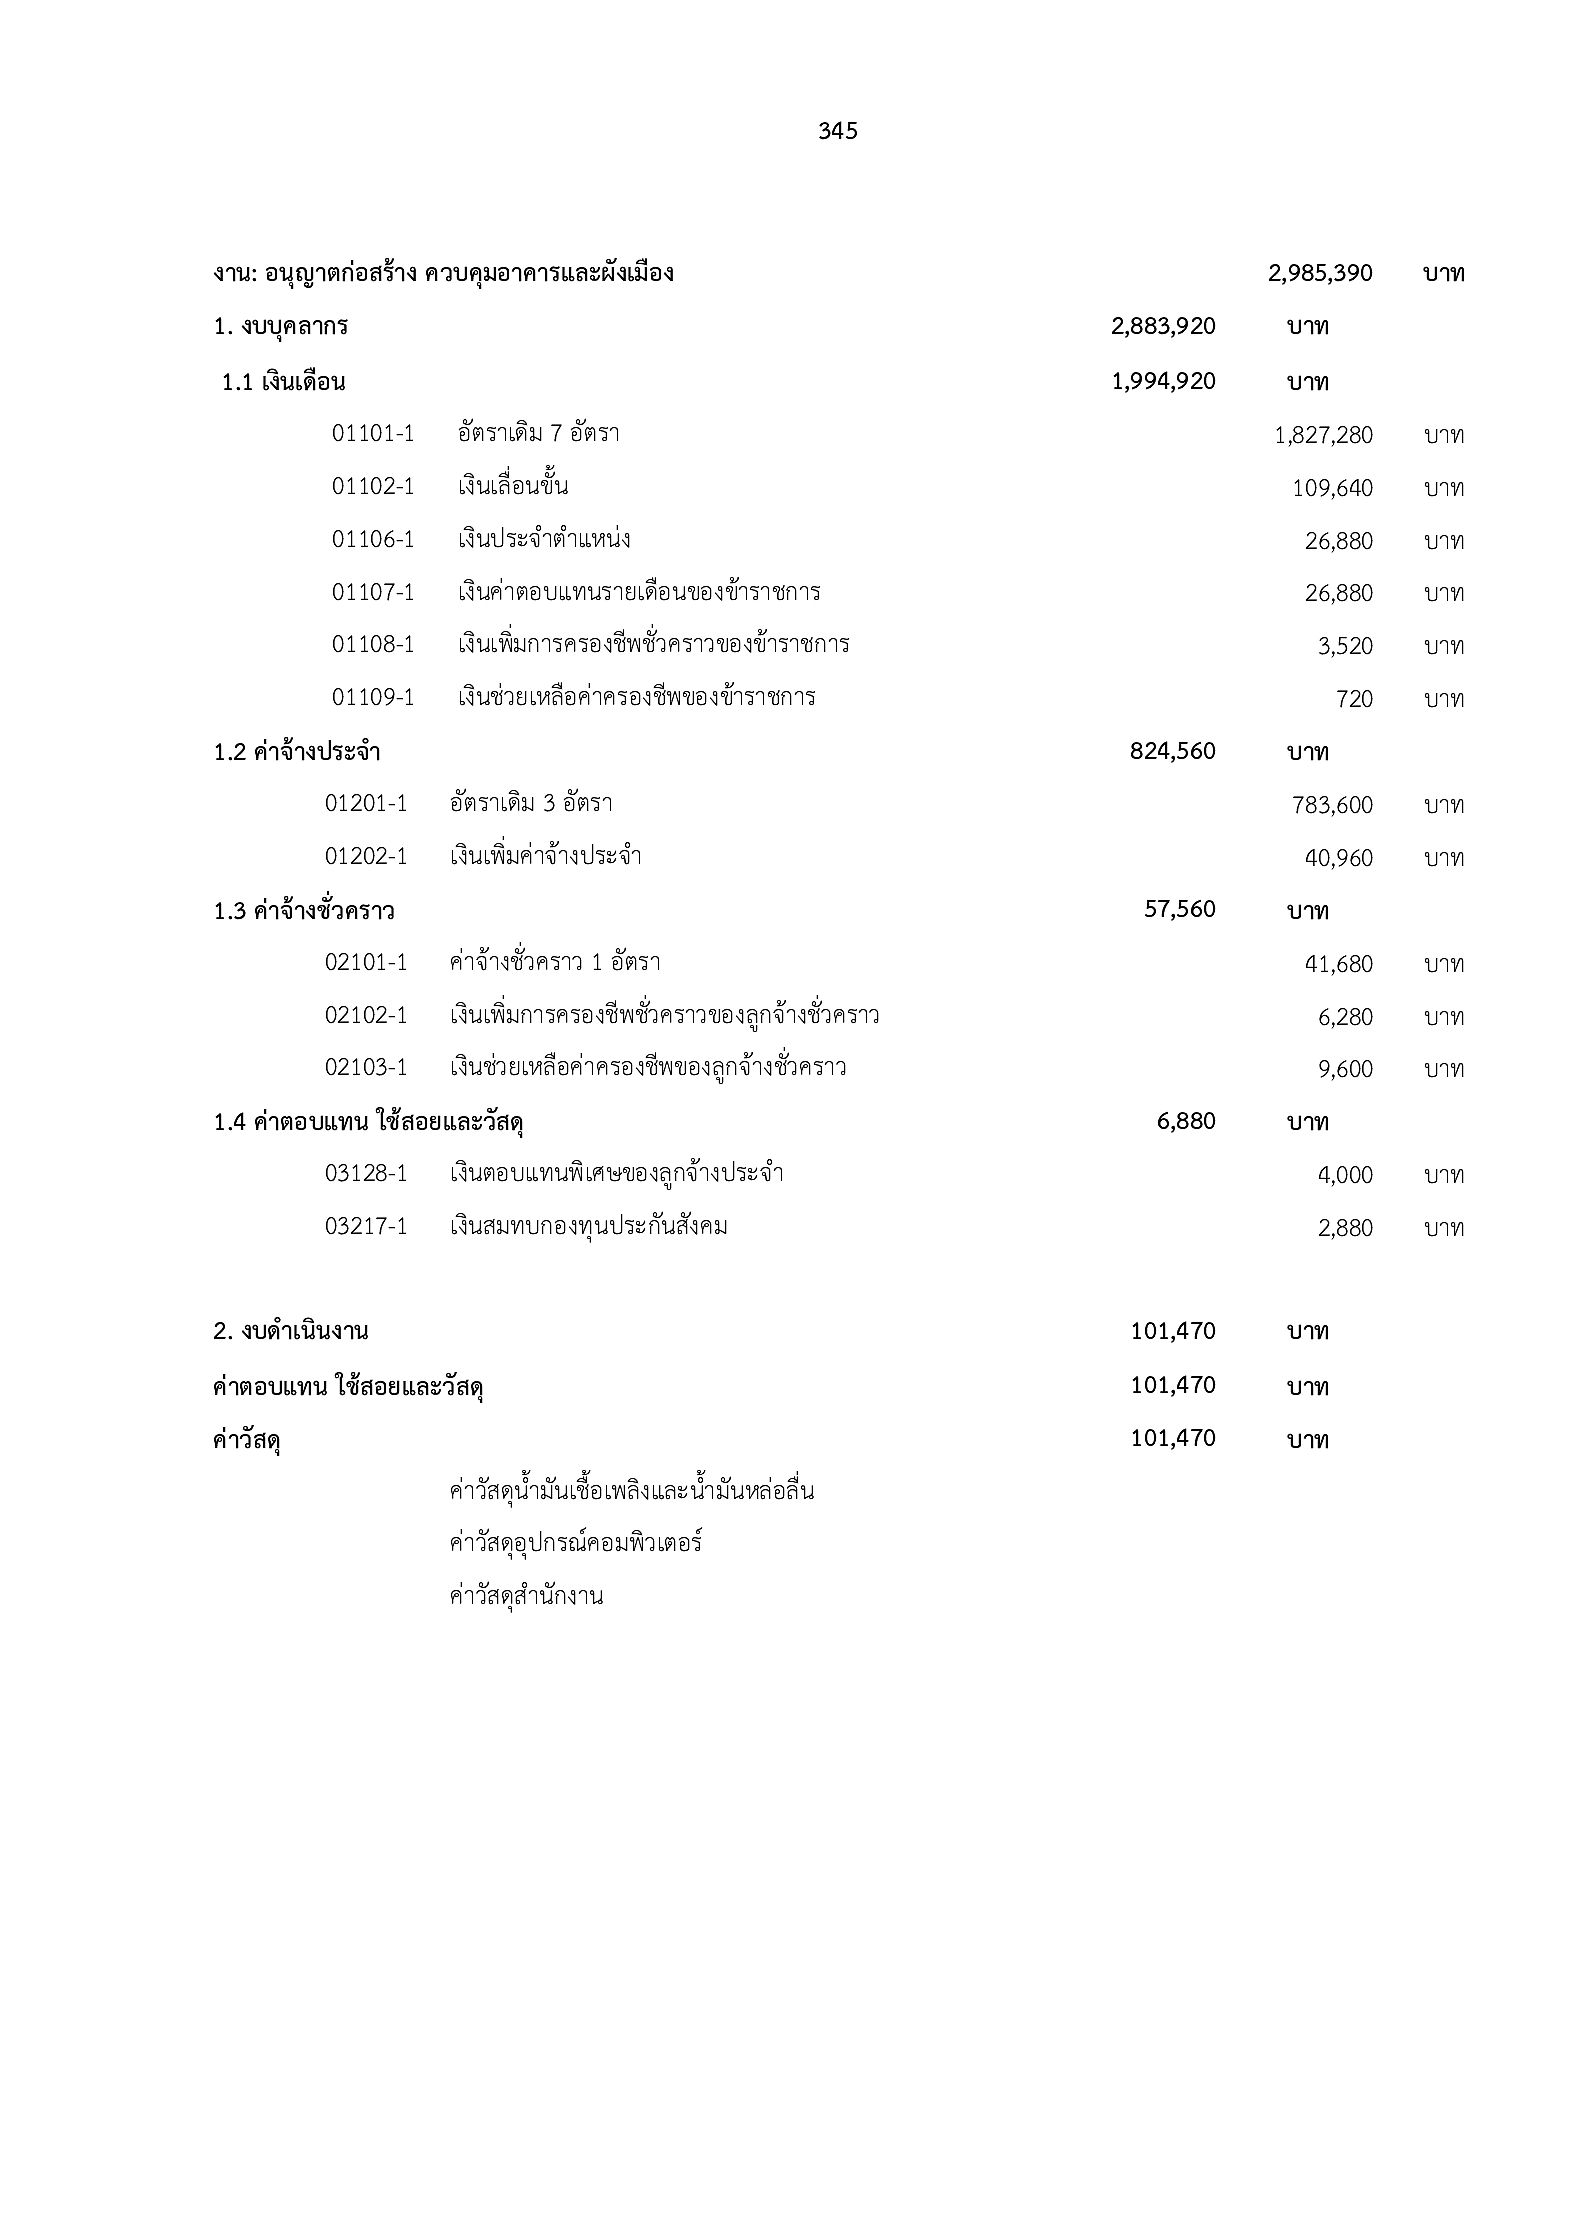 345
งาน: อนุญาตก่อสร้าง ควบคุมอาคารและผังเมือง 2,985,390 บาท
1. งบบุคลากร 2,883,920 บาท
1.1 เงินเดือน 1,994,920 บาท
01101-1 อัตราเดิม 7 อัตรา 1,827,280 บาท
01102-1 เงินเลื่อนขั้น 109,640 บาท
01106-1 เงินประจำตำแหน่ง 26,880 บาท
01107-1 เงินค่าตอบแทนรายเดือนของข้าราชการ 26,880 บาท
01108-1 เงินเพิ่มการครองชีพชั่วคราวของข้าราชการ 3,520 บาท
01109-1 เงินช่วยเหลือค่าครองชีพของข้าราชการ 720 บาท
1.2 ค่าจ้างประจำ 824,560 บาท
01201-1 อัตราเดิม 3 อัตรา 783,600 บาท
01202-1 เงินเพิ่มค่าจ้างประจำ 40,960 บาท
1.3 ค่าจ้างชั่วคราว 57,560 บาท
02101-1 ค่าจ้างชั่วคราว 1 อัตรา 41,680 บาท
02102-1 เงินเพิ่มการครองชีพชั่วคราวของลูกจ้างชั่วคราว 6,280 บาท
02103-1 เงินช่วยเหลือค่าครองชีพของลูกจ้างชั่วคราว 9,600 บาท
1.4 ค่าตอบแทน ใช้สอยและวัสดุ 6,880 บาท
03128-1 เงินตอบแทนพิเศษของลูกจ้างประจำ 4,000 บาท
03217-1 เงินสมทบกองทุนประกันสังคม 2,880 บาท
2. งบดำเนินงาน 101,470 บาท
ค่าตอบแทน ใช้สอยและวัสดุ 101,470 บาท
ค่าวัสดุ 101,470 บาท
ค่าวัสดุน้ำมันเชื้อเพลิงและน้ำมันหล่อลื่น
ค่าวัสดุอุปกรณ์คอมพิวเตอร์
ค่าวัสดุสำนักงาน